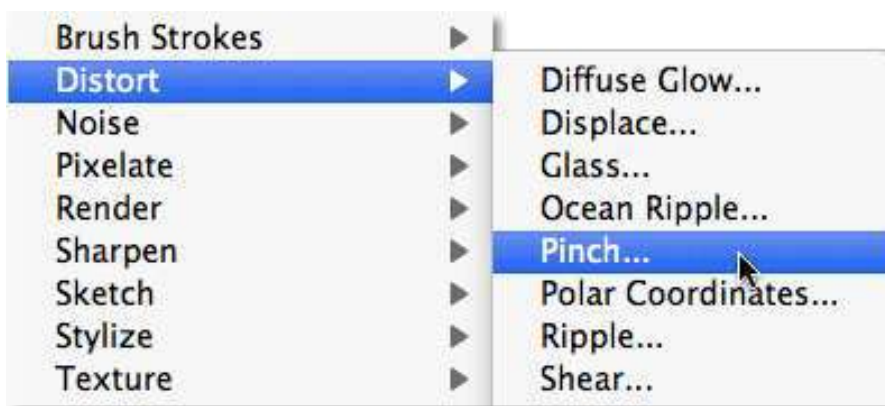 Brush Strokes
Distort
Noise
Pixelate
Render
Sharpen
Sketch
Stylize
Texture
Diffuse Glow...
Displace...
Glass...
Ocean Ripple...
Pinch...
Polar Coordinates...
Ripple...
Shear...